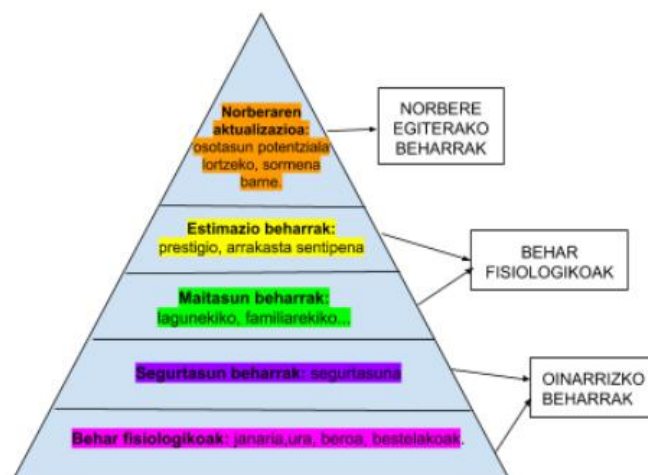 Norberaren
aktualizazioa:
osotasun potentziala
lortzeko, sormena
barne.
NORBERE
EGITERAKO
BEHARRAK
Estimazio beharrak:
prestigio, arrakasta sentipena
BEHAR
FISIOLOGIKOAK
Maitasun beharrak:
lagunekiko, familiarekiko...
Segurtasun beharrak: segurtasuna
OINARRIZKO
BEHARRAK
Behar fisiologikoak: janaria,ura, beroa, bestelakoak.